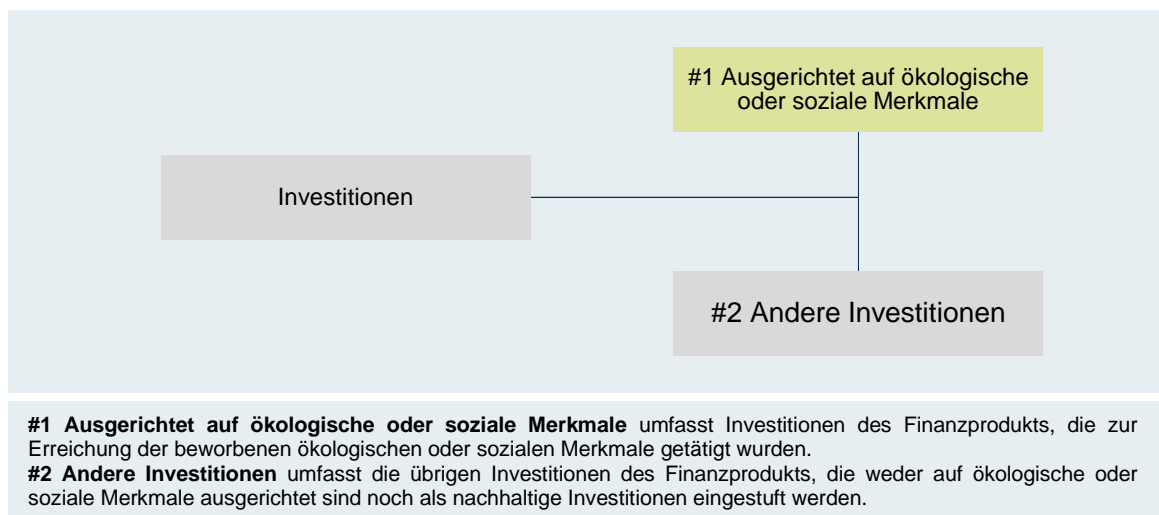 #1 Ausgerichtet auf ökologische
oder soziale Merkmale
Investitionen
#2 Andere Investitionen
#1 Ausgerichtet auf ökologische oder soziale Merkmale umfasst Investitionen des Finanzprodukts, die zur
Erreichung der beworbenen ökologischen oder sozialen Merkmale getätigt wurden.
#2 Andere Investitionen umfasst die übrigen Investitionen des Finanzprodukts, die weder auf ökologische oder
soziale Merkmale ausgerichtet sind noch als nachhaltige Investitionen eingestuft werden.